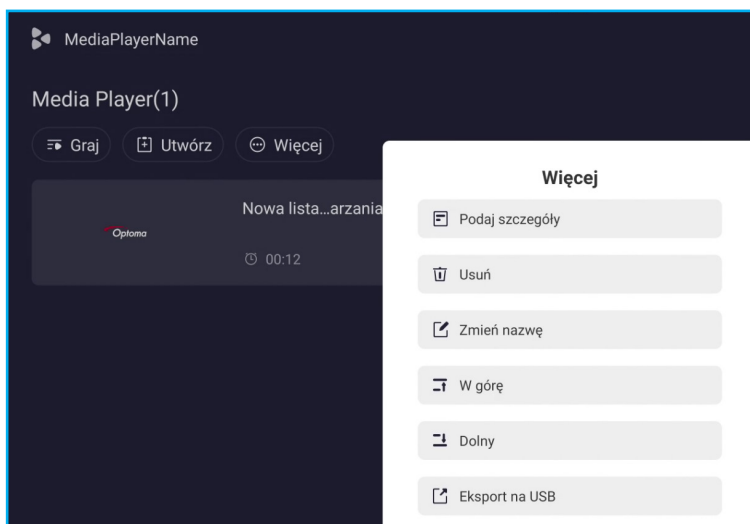 MediaPlayerName
Media Player(1)
Graj
Utwórz
Więcej
Nowa lista...arzania
Optoma
00:12
Więcej
Podaj szczegóły
Usuń
Zmień nazwę
W górę
Dolny
Eksport na USB